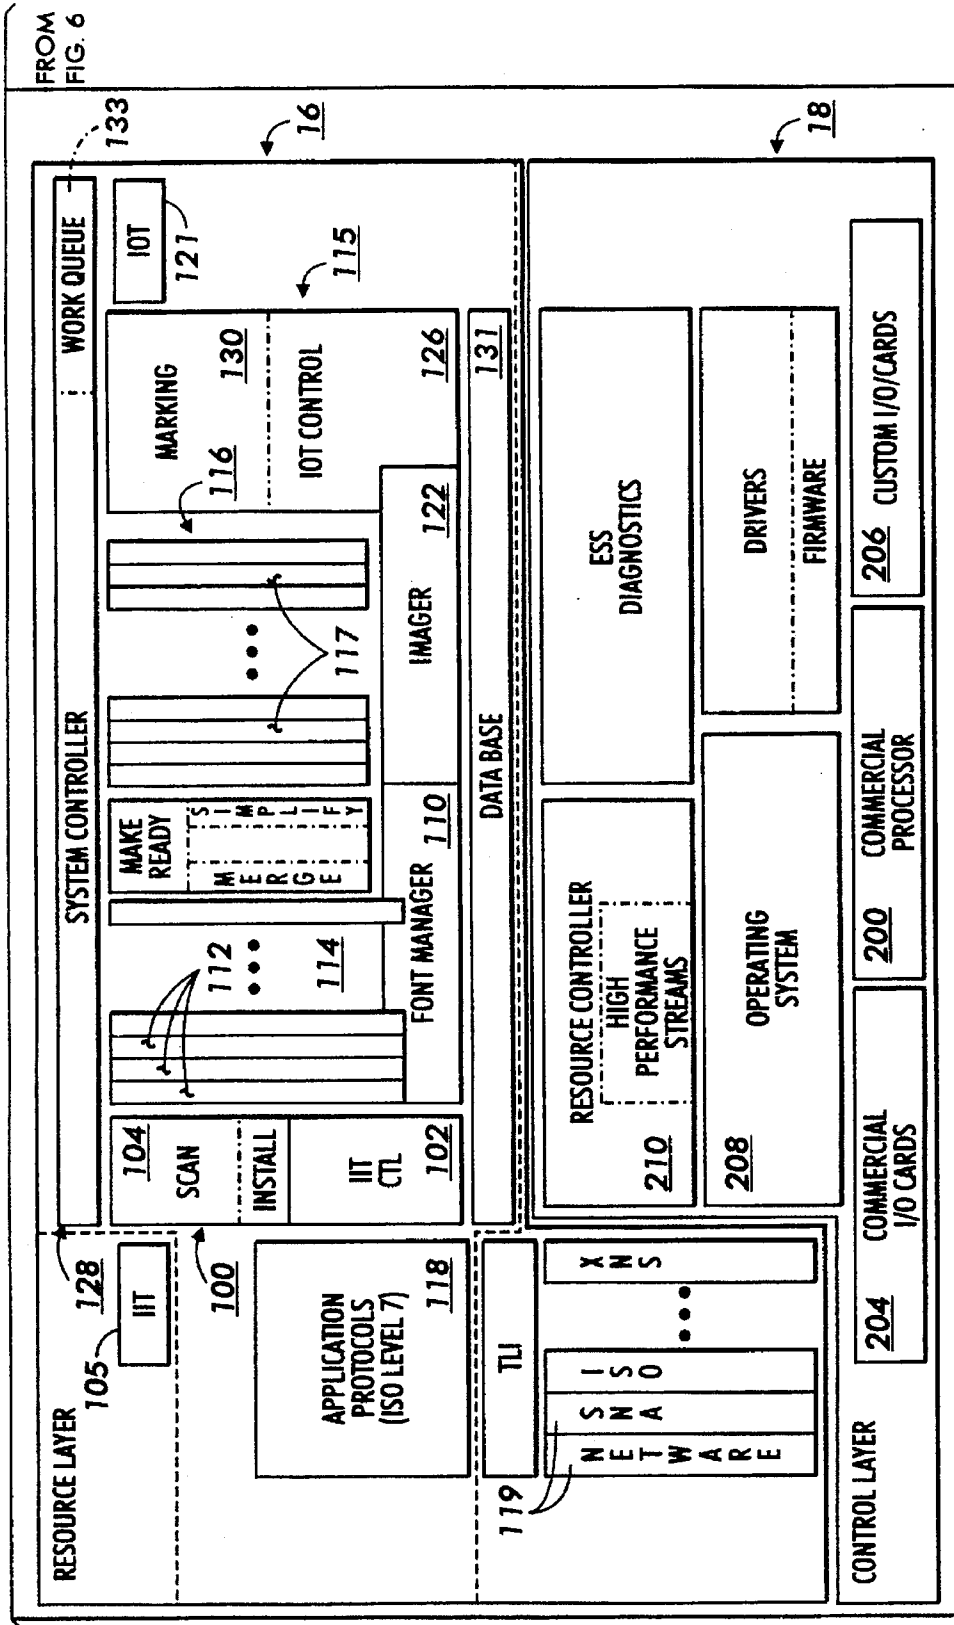 FROM
FIG. 6
RESOURCE LAYER
128
SYSTEM CONTROLLER
WORK QUEUE
133
105
IIT
100
104
SCAN
INSTALL
IIT
CTL
102
112
114
FONT MANAGER
110
MAKE
READY
MERGE
SIMPLIFY
116
117
IMAGER
122
MARKING
130
IOT CONTROL
126
115
IOT
121
16
APPLICATION
PROTOCOLS
(ISO LEVEL 7)
118
DATA BASE
131
TLI
119
NETWARE
SNA
ISO
XNS
RESOURCE CONTROLLER
HIGH
PERFORMANCE
STREAMS
210
ESS
DIAGNOSTICS
18
208
OPERATING
SYSTEM
DRIVERS
FIRMWARE
CONTROL LAYER
204
COMMERCIAL
I/O CARDS
200
COMMERCIAL
PROCESSOR
206
CUSTOM I/O/CARDS